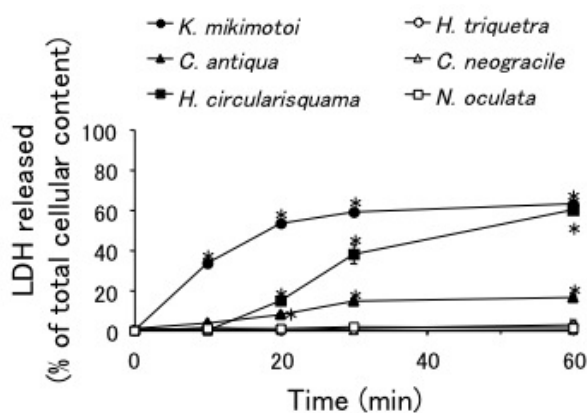 K. mikimotoi
H. triquetra
C. antiqua
C. neogracile
H. circularisquama
N. oculata
LDH released
(% of total cellular content)
100
80
60
40
20
0
*
*
*
*
*
*
*
*
*
*
0
20
40
60
Time (min)